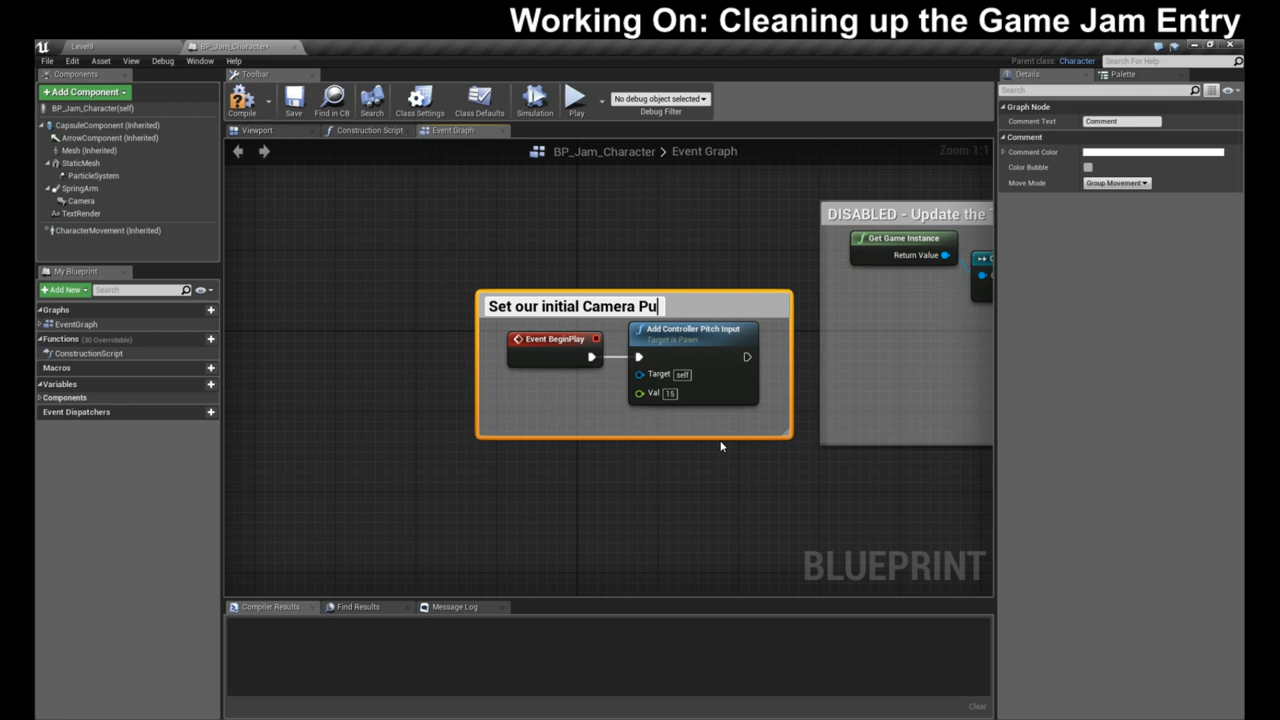 Working On: Cleaning up the Game Jam Entry
Level9
BP_Jam_Character*
File Edit Asset View Debug Window Help
Parent class: Character
Search For Help
Components
Toolbar
Details
Palette
Add Component
Compile
Save
Find in CB
Search
Class Settings
Class Defaults
Simulation
Play
No debug object selected
Debug Filter
Search
BP_Jam_Character(self)
Graph Node
Comment Text Comment
CapsuleComponent (Inherited)
Viewport
Construction Script
Event Graph
Comment
ArrowComponent (Inherited)
Mesh (Inherited)
BP_Jam_Character > Event Graph
Zoom 1:1
Comment Color
StaticMesh
Color Bubble
ParticleSystem
Move Mode Group Movement
SpringArm
Camera
TextRender
DISABLED - Update the
CharacterMovement (Inherited)
Get Game Instance
Return Value
My Blueprint
Add New
Search
Graphs
EventGraph
Functions (30 Overridable)
ConstructionScript
Macros
Variables
Components
Event Dispatchers
Set our initial Camera Pu
Event BeginPlay
Add Controller Pitch Input
Target is Pawn
Target self
Val 15
BLUEPRINT
Compiler Results
Find Results
Message Log
Clear